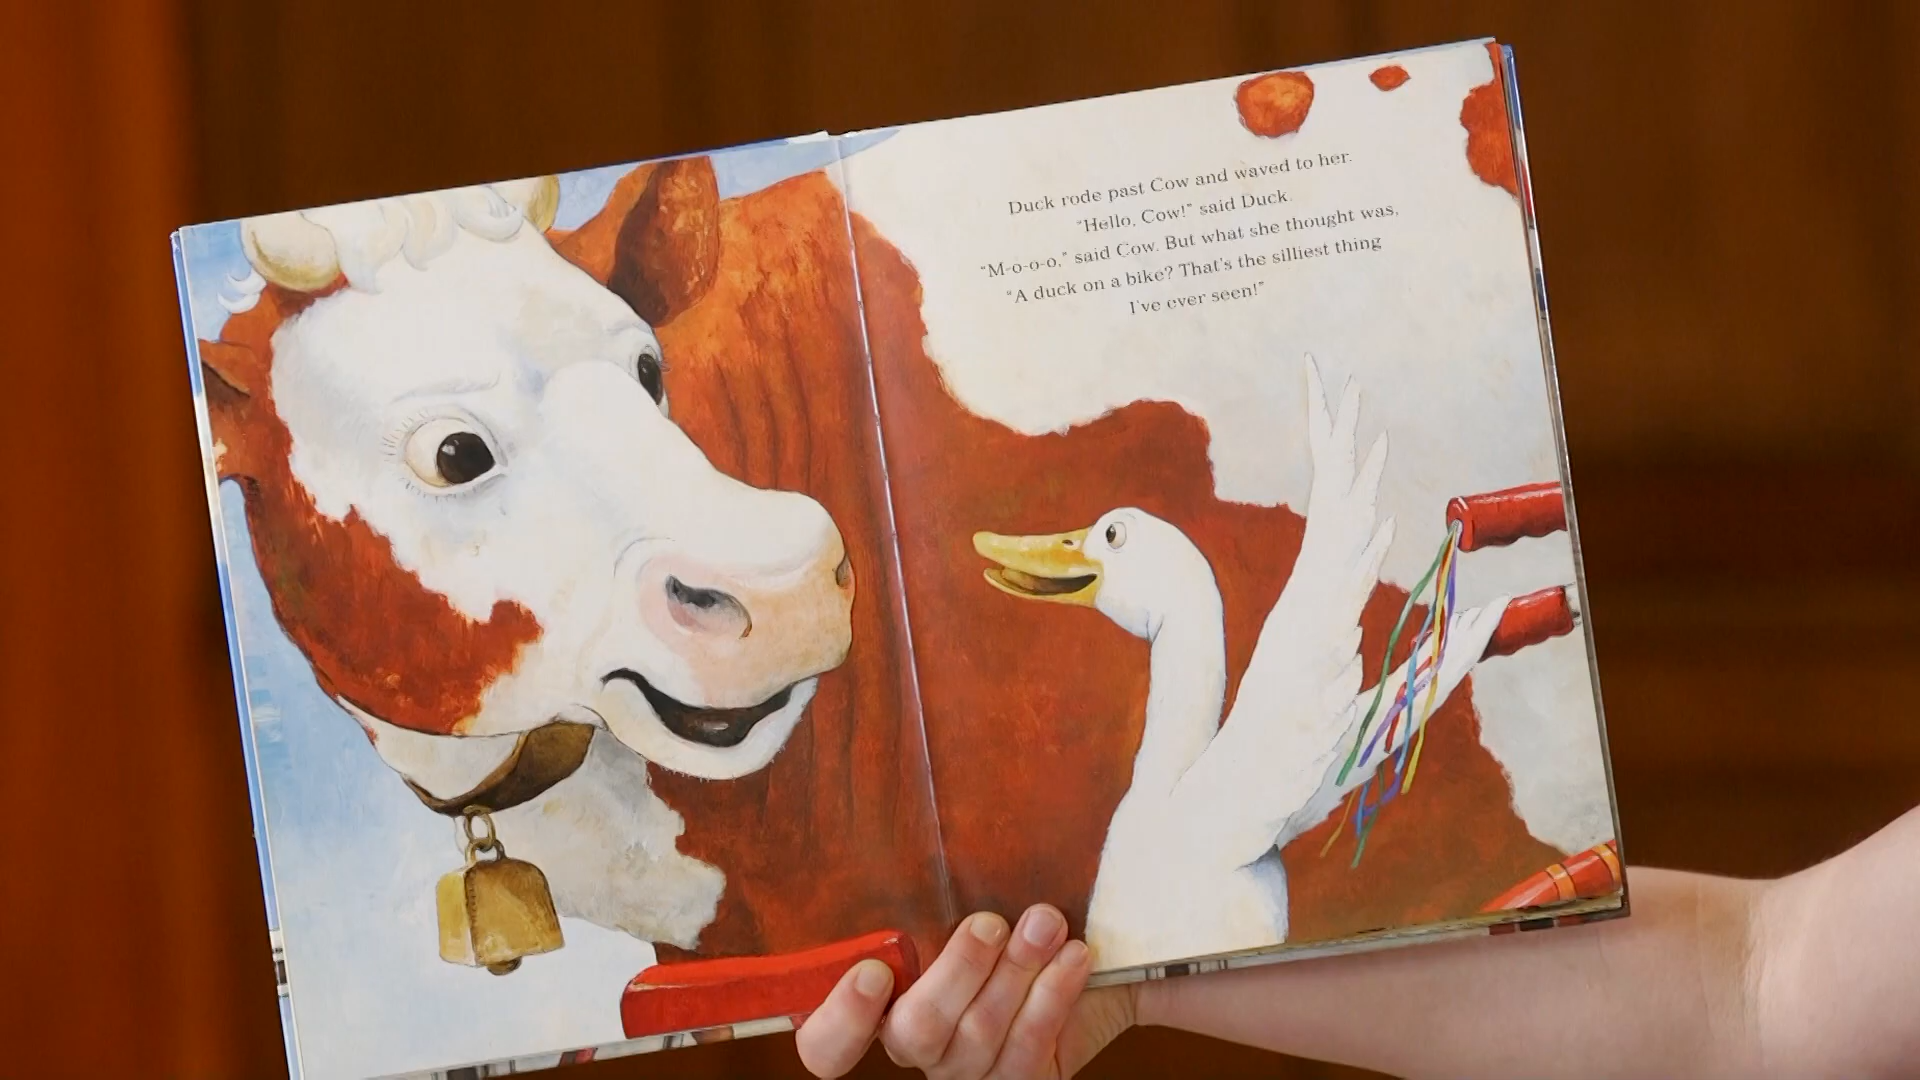 Duck rode past Cow and waved to her.
"Hello, Cow!" said Duck.
"M-o-o-o," said Cow. But what she thought was,
"A duck on a bike? That's the silliest thing
I've ever seen!"